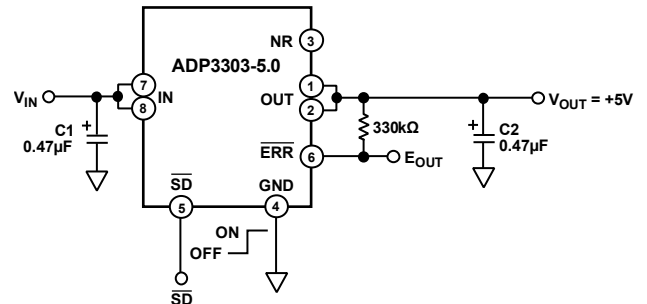 NR
3
ADP3303-5.0
7
8
IN
V_IN
C1
0.47µF
+
1
2
OUT
V_OUT = +5V
330kΩ
+
C2
0.47µF
ERR
6
E_OUT
SD
5
GND
4
ON
OFF
SD